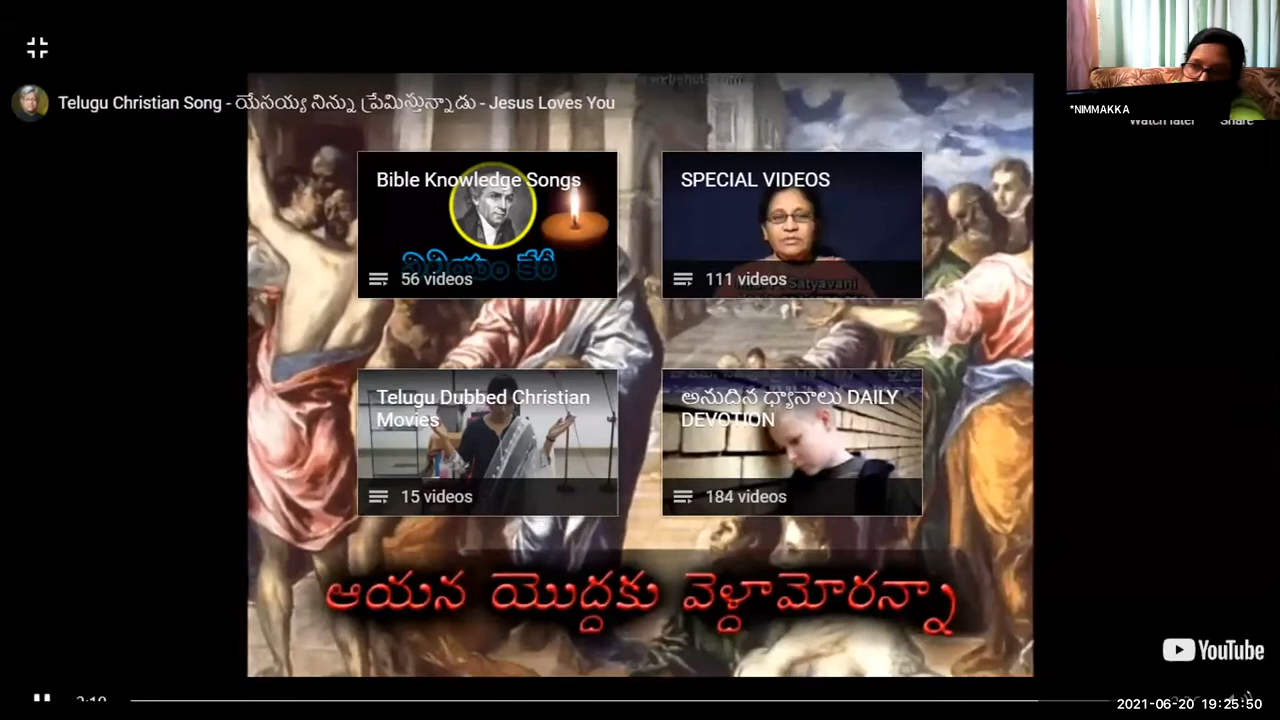 Telugu Christian Song - యేసయ్య నిన్ను ప్రేమిస్తున్నాడు - Jesus Loves You
*NIMMAKKA
Watch later Share
Bible Knowledge Songs
విలియం కేరీ
56 videos
SPECIAL VIDEOS
Satyavani
111 videos
Telugu Dubbed Christian
Movies
15 videos
అనుదిన ధ్యానాలు DAILY
DEVOTION
184 videos
ఆయన యొద్దకు వెళ్దామోరన్నా
YouTube
2021-06-20 19:25:50